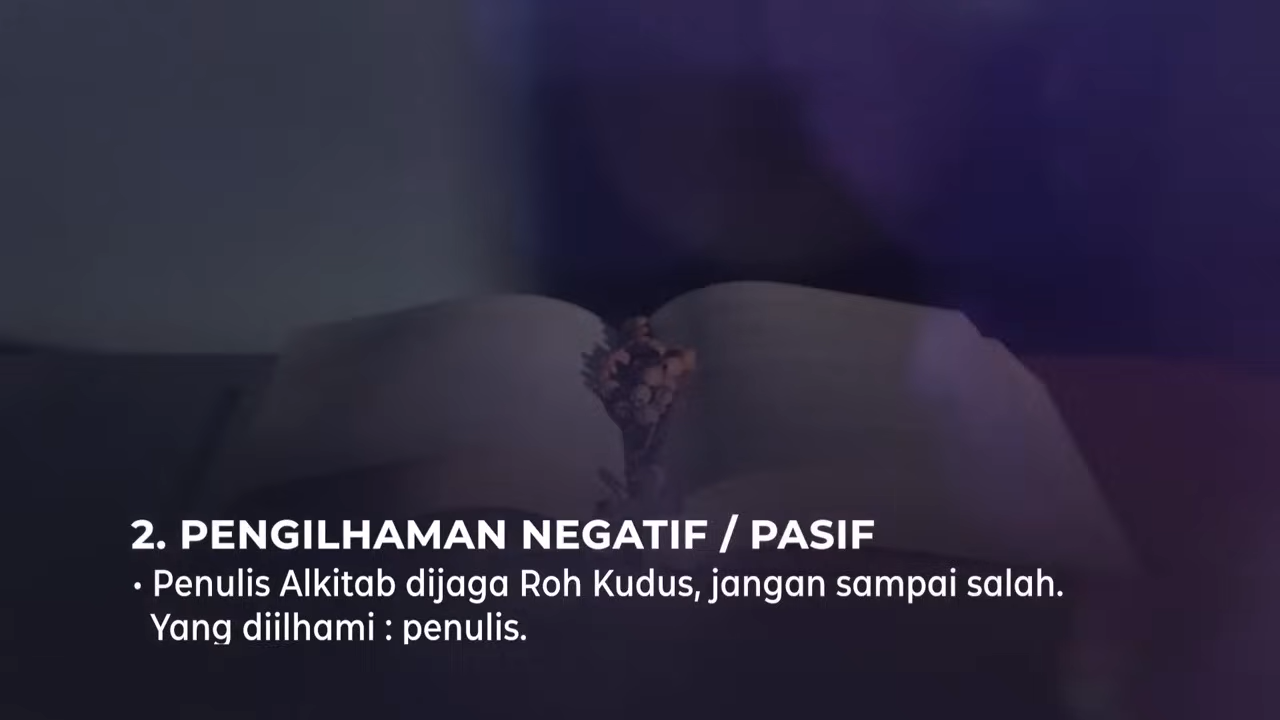 2. PENGILHAMAN NEGATIF / PASIF
• Penulis Alkitab dijaga Roh Kudus, jangan sampai salah.
Yang diilhami : penulis.